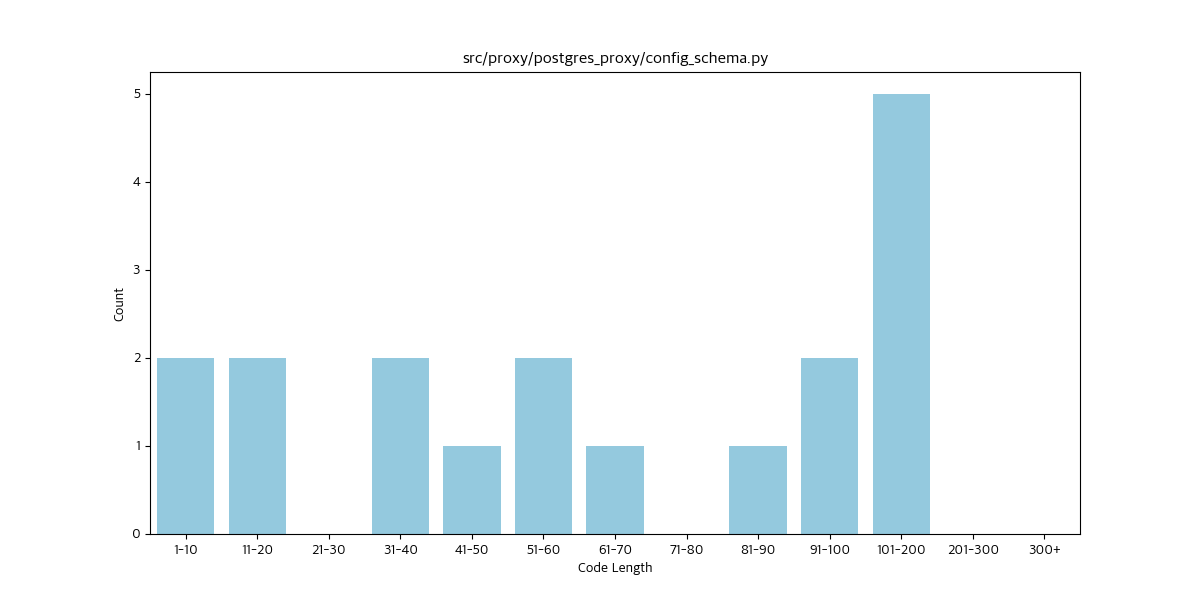 src/proxy/postgres_proxy/config_schema.py
5
4
3
2
1
0
Count
1-10 11-20 21-30 31-40 41-50 51-60 61-70 71-80 81-90 91-100 101-200 201-300 300+
Code Length